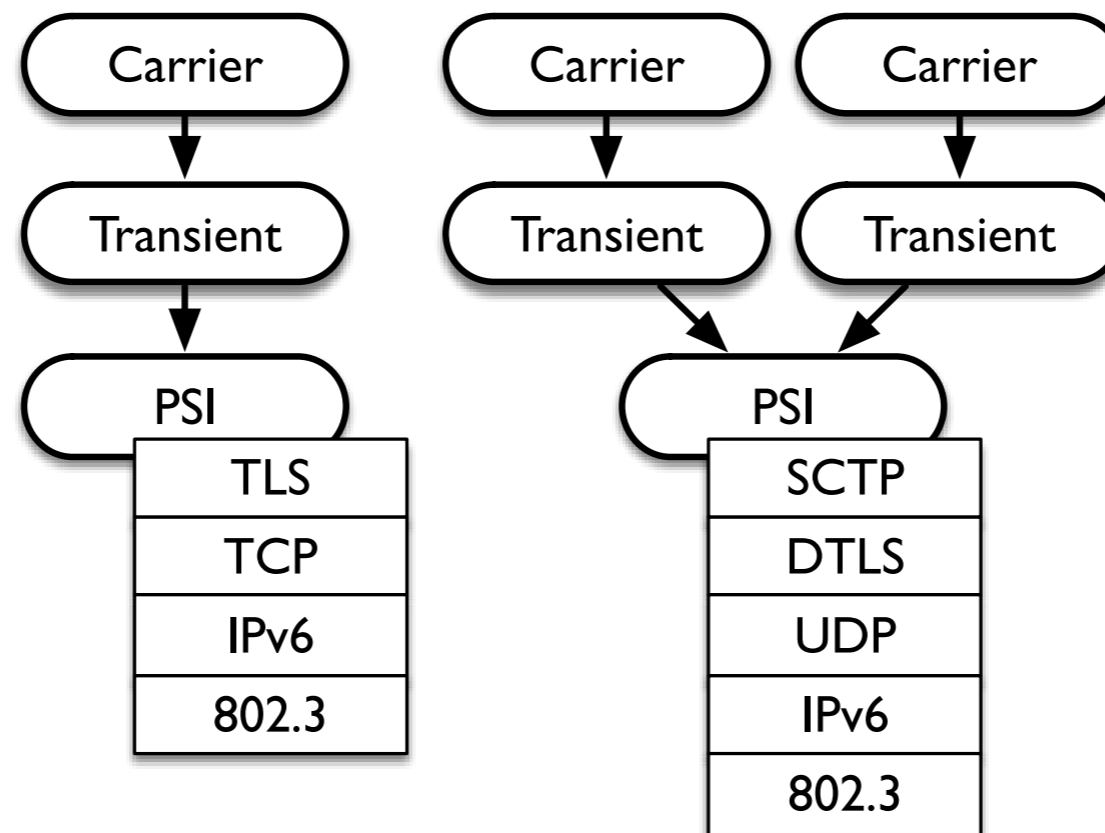 Carrier
Transient
PSI
TLS
TCP
IPv6
802.3
Carrier
Carrier
Transient
Transient
PSI
SCTP
DTLS
UDP
IPv6
802.3